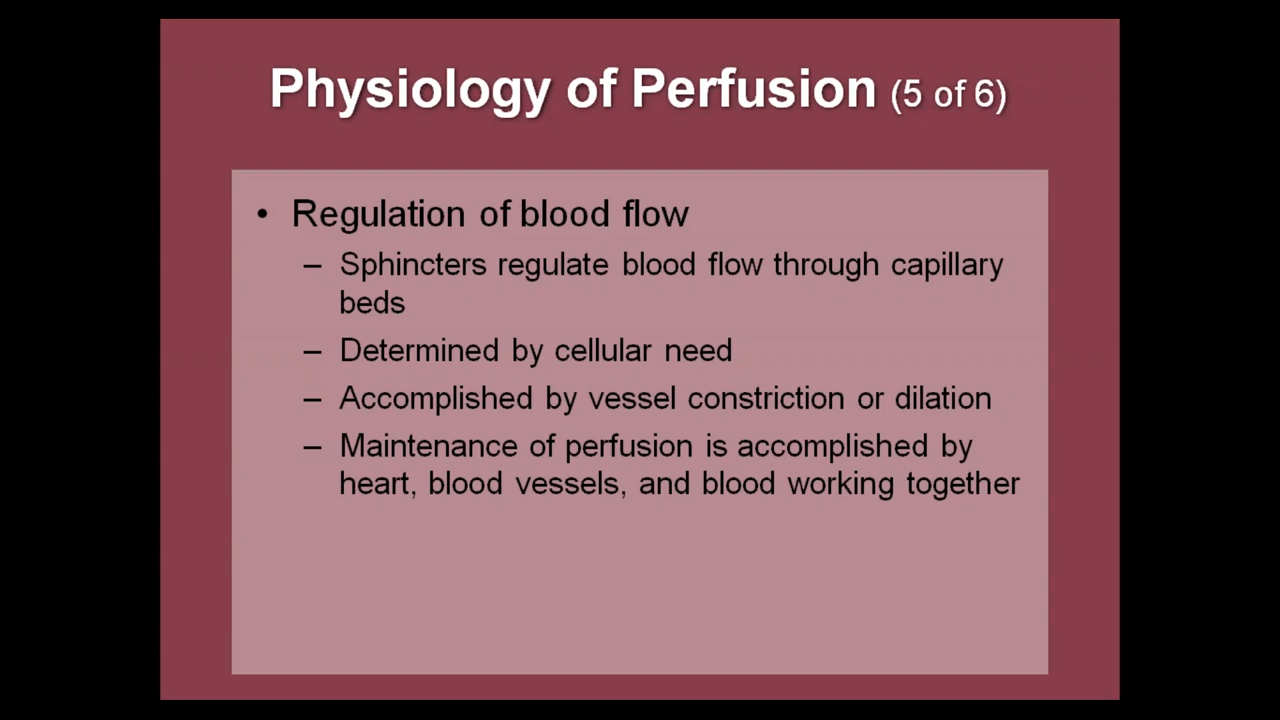 Physiology of Perfusion (5 of 6)
• Regulation of blood flow
– Sphincters regulate blood flow through capillary
beds
– Determined by cellular need
– Accomplished by vessel constriction or dilation
– Maintenance of perfusion is accomplished by
heart, blood vessels, and blood working together